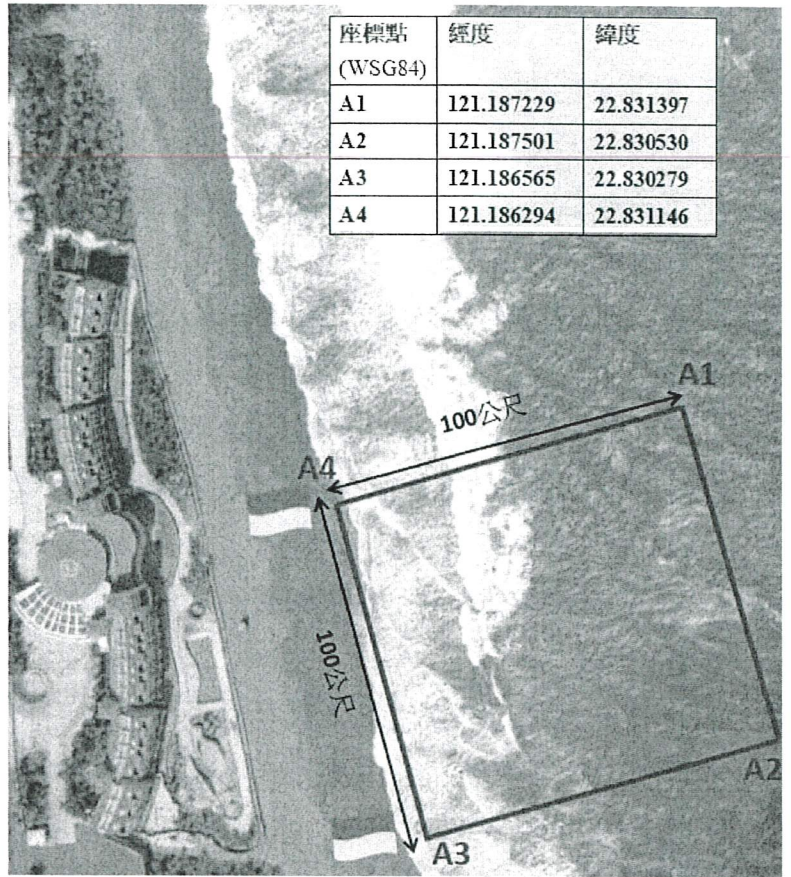 座標點 經度 緯度
(WSG84)
A1 121.187229 22.831397
A2 121.187501 22.830530
A3 121.186565 22.830279
A4 121.186294 22.831146
A1
100公尺
A4
100公尺
A2
A3